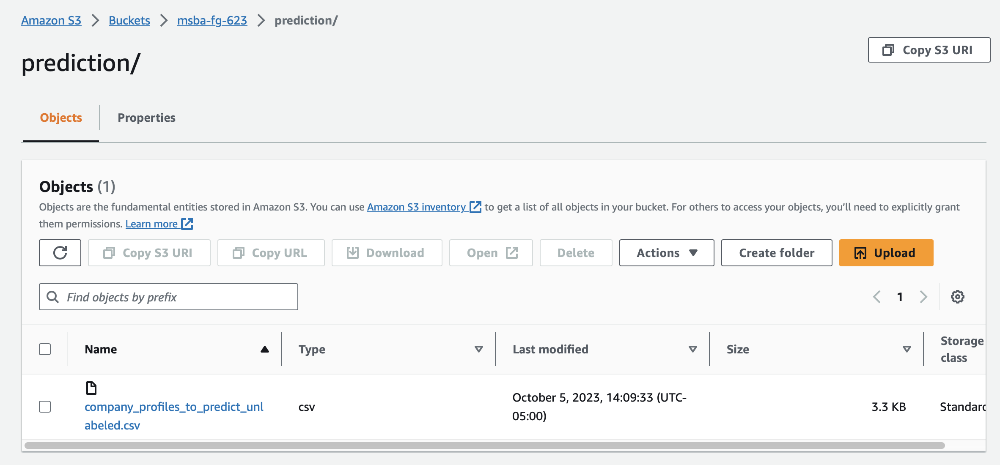 Amazon S3 Buckets msba-fg-623 prediction/
Copy S3 URI
prediction/
Objects Properties
Objects (1)
Objects are the fundamental entities stored in Amazon S3. You can use Amazon S3 inventory to get a list of all objects in your bucket. For others to access your objects, you’ll need to explicitly grant
them permissions. Learn more
Copy S3 URI Copy URL Download Open Delete Actions Create folder Upload
Find objects by prefix 1
Name Type Last modified Size Storage
class
October 5, 2023, 14:09:33 (UTC-
company_profiles_to_predict_unl csv 3.3 KB Standard
05:00)
abeled.csv